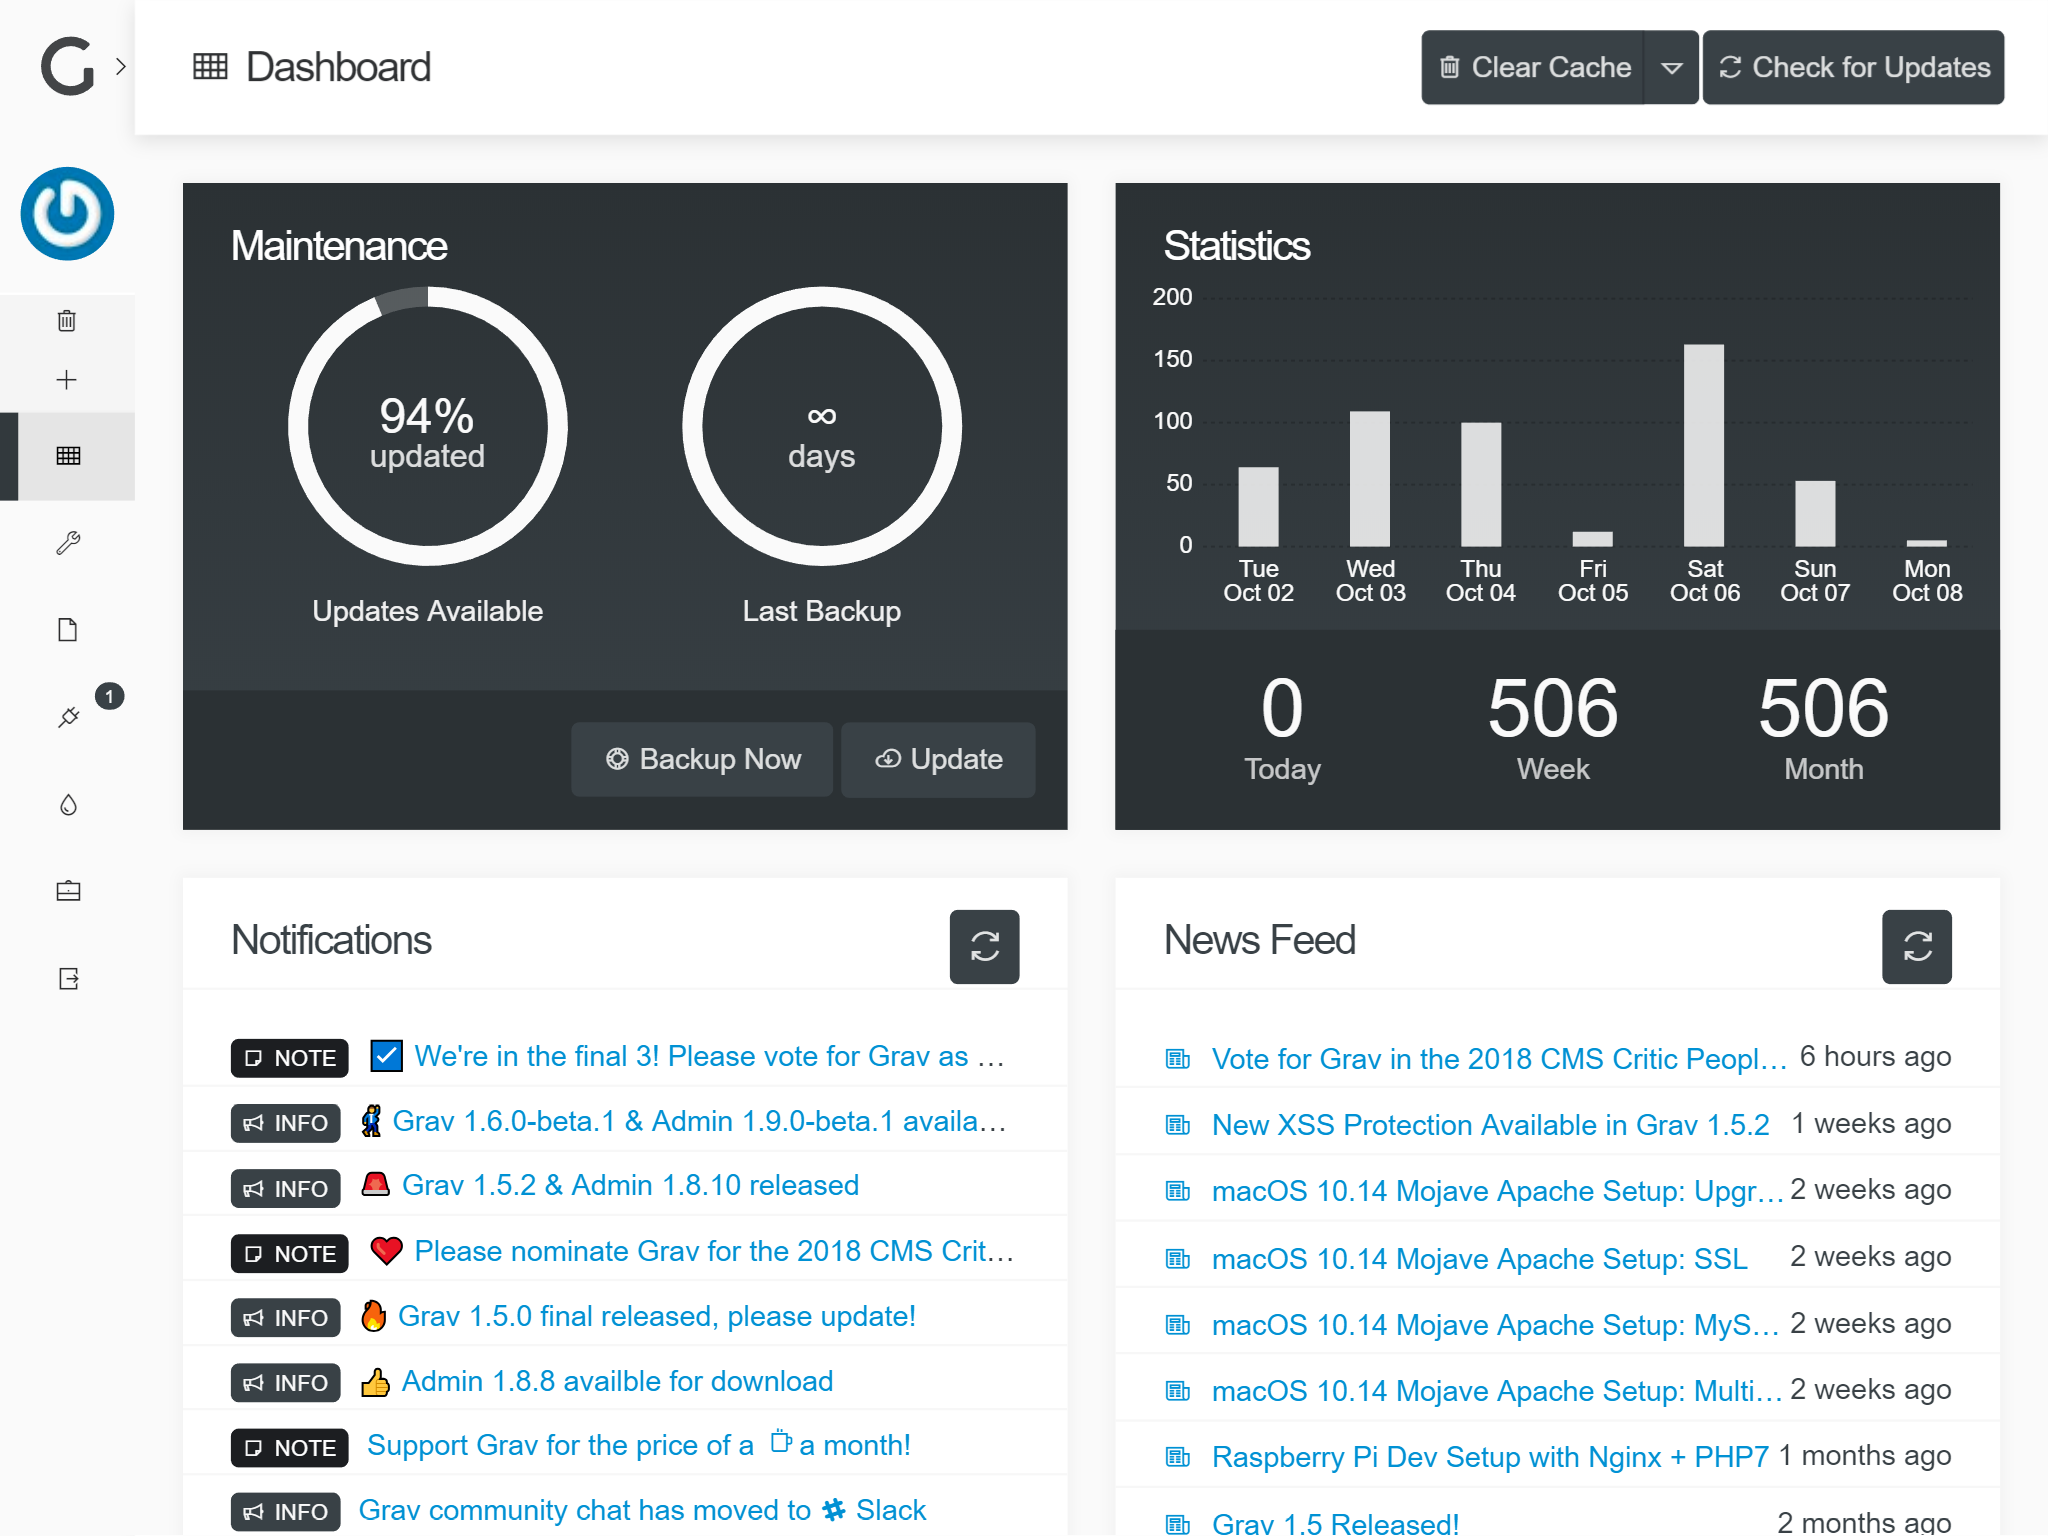 Dashboard
Clear Cache
Check for Updates
Maintenance
94%
updated
Updates Available
∞
days
Last Backup
Backup Now
Update
Statistics
200
150
100
50
0
Tue
Oct 02
Wed
Oct 03
Thu
Oct 04
Fri
Oct 05
Sat
Oct 06
Sun
Oct 07
Mon
Oct 08
0
Today
506
Week
506
Month
1
Notifications
NOTE We're in the final 3! Please vote for Grav as …
INFO Grav 1.6.0-beta.1 & Admin 1.9.0-beta.1 availa…
INFO Grav 1.5.2 & Admin 1.8.10 released
NOTE Please nominate Grav for the 2018 CMS Crit…
INFO Grav 1.5.0 final released, please update!
INFO Admin 1.8.8 availble for download
NOTE Support Grav for the price of a a month!
INFO Grav community chat has moved to Slack
News Feed
Vote for Grav in the 2018 CMS Critic Peopl… 6 hours ago
New XSS Protection Available in Grav 1.5.2 1 weeks ago
macOS 10.14 Mojave Apache Setup: Upgr… 2 weeks ago
macOS 10.14 Mojave Apache Setup: SSL 2 weeks ago
macOS 10.14 Mojave Apache Setup: MyS… 2 weeks ago
macOS 10.14 Mojave Apache Setup: Multi… 2 weeks ago
Raspberry Pi Dev Setup with Nginx + PHP7 1 months ago
Grav 1.5 Released! 2 months ago